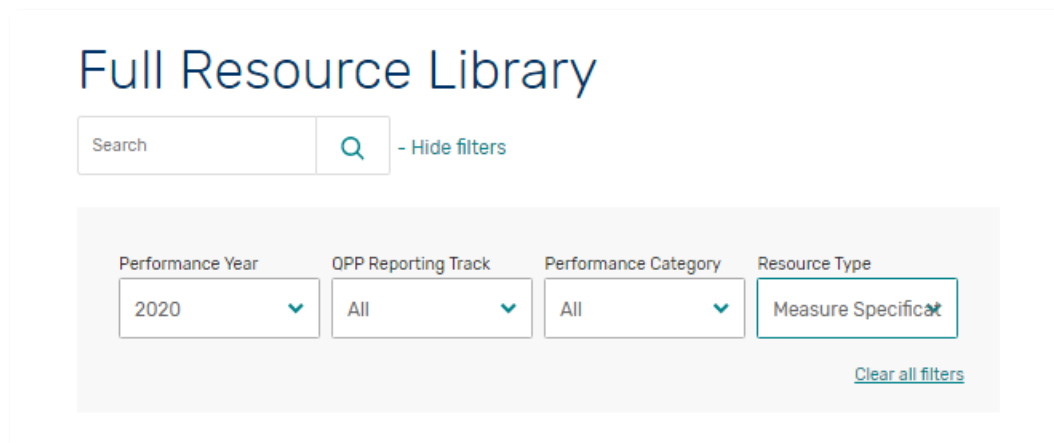 Full Resource Library
Search
- Hide filters
Performance Year QPP Reporting Track Performance Category Resource Type
2020 All All Measure Specificat
Clear all filters